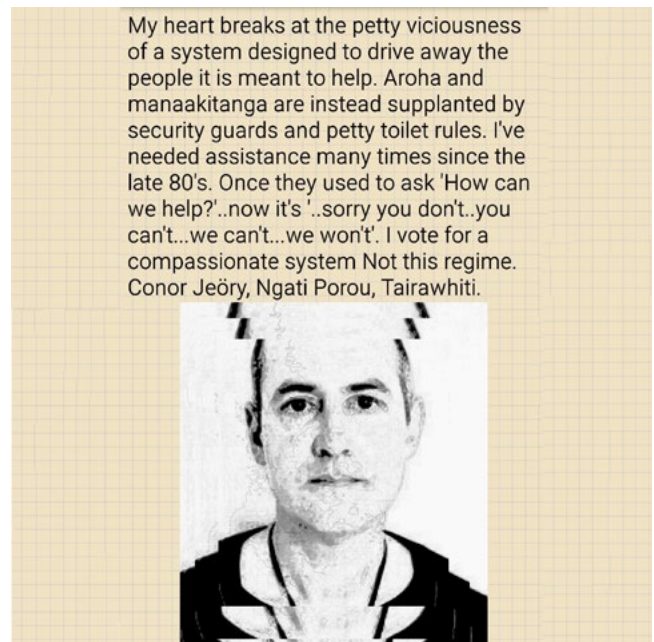 My heart breaks at the petty viciousness
of a system designed to drive away the
people it is meant to help. Aroha and
manaakitanga are instead supplanted by
security guards and petty toilet rules. I've
needed assistance many times since the
late 80's. Once they used to ask 'How can
we help?'..now it's '..sorry you don't..you
can't...we can't...we won't'. I vote for a
compassionate system Not this regime.
Conor Jeöry, Ngati Porou, Tairawhiti.